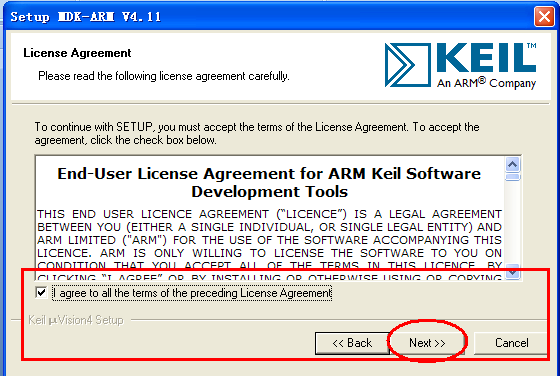 Setup MDK-ARM V4.11
License Agreement
Please read the following license agreement carefully.
KEIL™
An ARM® Company
To continue with SETUP, you must accept the terms of the License Agreement. To accept the
agreement, click the check box below.
End-User License Agreement for ARM Keil Software
Development Tools
THIS END USER LICENCE AGREEMENT ("LICENCE") IS A LEGAL AGREEMENT
BETWEEN YOU (EITHER A SINGLE INDIVIDUAL, OR SINGLE LEGAL ENTITY) AND
ARM LIMITED ("ARM") FOR THE USE OF THE SOFTWARE ACCOMPANYING THIS
LICENCE. ARM IS ONLY WILLING TO LICENSE THE SOFTWARE TO YOU ON
CONDITION THAT YOU ACCEPT ALL OF THE TERMS IN THIS LICENCE. BY
CLICKING "I AGREE" OR BY INSTALLING OR OTHERWISE USING OR COPYING
I agree to all the terms of the preceding License Agreement
Keil µVision4 Setup
<< Back
Next >>
Cancel